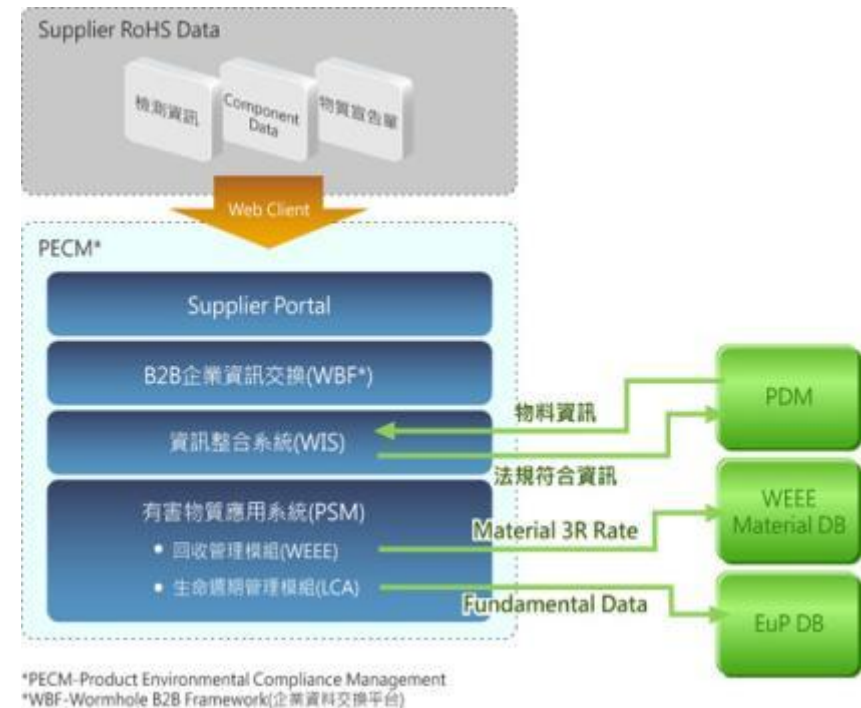 Supplier RoHS Data
檢測資訊
Component
Data
物質宣告單
Web Client
PECM*
Supplier Portal
B2B企業資訊交換(WBF*)
資訊整合系統(WIS)
有害物質應用系統(PSM)
• 回收管理模組(WEEE)
• 生命週期管理模組(LCA)
物料資訊
法規符合資訊
Material 3R Rate
Fundamental Data
PDM
WEEE
Material DB
EuP DB
*PECM-Product Environmental Compliance Management
*WBF-Wormhole B2B Framework(企業資料交換平台)